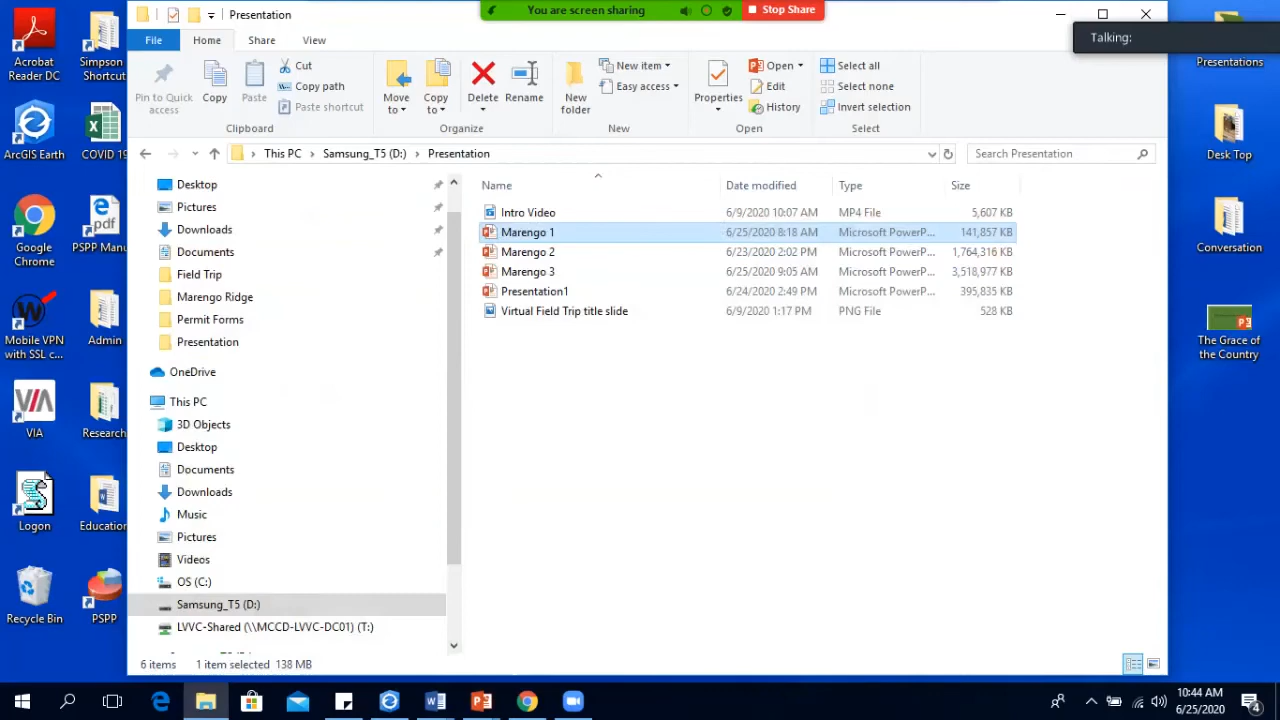 Presentation
You are screen sharing
Stop Share
Talking:
File
Home
Share
View
Pin to Quick access
Copy
Paste
Cut
Copy path
Paste shortcut
Clipboard
Move to
Copy to
Delete
Rename
Organize
New folder
New item
Easy access
New
Properties
Open
Edit
History
Open
Select all
Select none
Invert selection
Select
This PC > Samsung_T5 (D:) > Presentation
Search Presentation
Name Date modified Type Size
Intro Video 6/9/2020 10:07 AM MP4 File 5,607 KB
Marengo 1 6/25/2020 8:18 AM Microsoft PowerP... 141,857 KB
Marengo 2 6/23/2020 2:02 PM Microsoft PowerP... 1,764,316 KB
Marengo 3 6/25/2020 9:05 AM Microsoft PowerP... 3,518,977 KB
Presentation1 6/24/2020 2:49 PM Microsoft PowerP... 395,835 KB
Virtual Field Trip title slide 6/9/2020 1:17 PM PNG File 528 KB
Desktop
Pictures
Downloads
Documents
Field Trip
Marengo Ridge
Permit Forms
Presentation
OneDrive
This PC
3D Objects
Desktop
Documents
Downloads
Music
Pictures
Videos
OS (C:)
Samsung_T5 (D:)
LVVC-Shared (\\MCCD-LVVC-DC01) (T:)
6 items 1 item selected 138 MB
Acrobat
Reader DC
Simpson
Shortcut
ArcGIS Earth
COVID 19
Google
Chrome
pdf
PSPP Manu
Mobile VPN
with SSL c...
Admin
VIA
VIA
Research
Logon
Education
Recycle Bin
PSPP
Presentations
Desk Top
Conversation
The Grace of
the Country
10:44 AM
6/25/2020
4